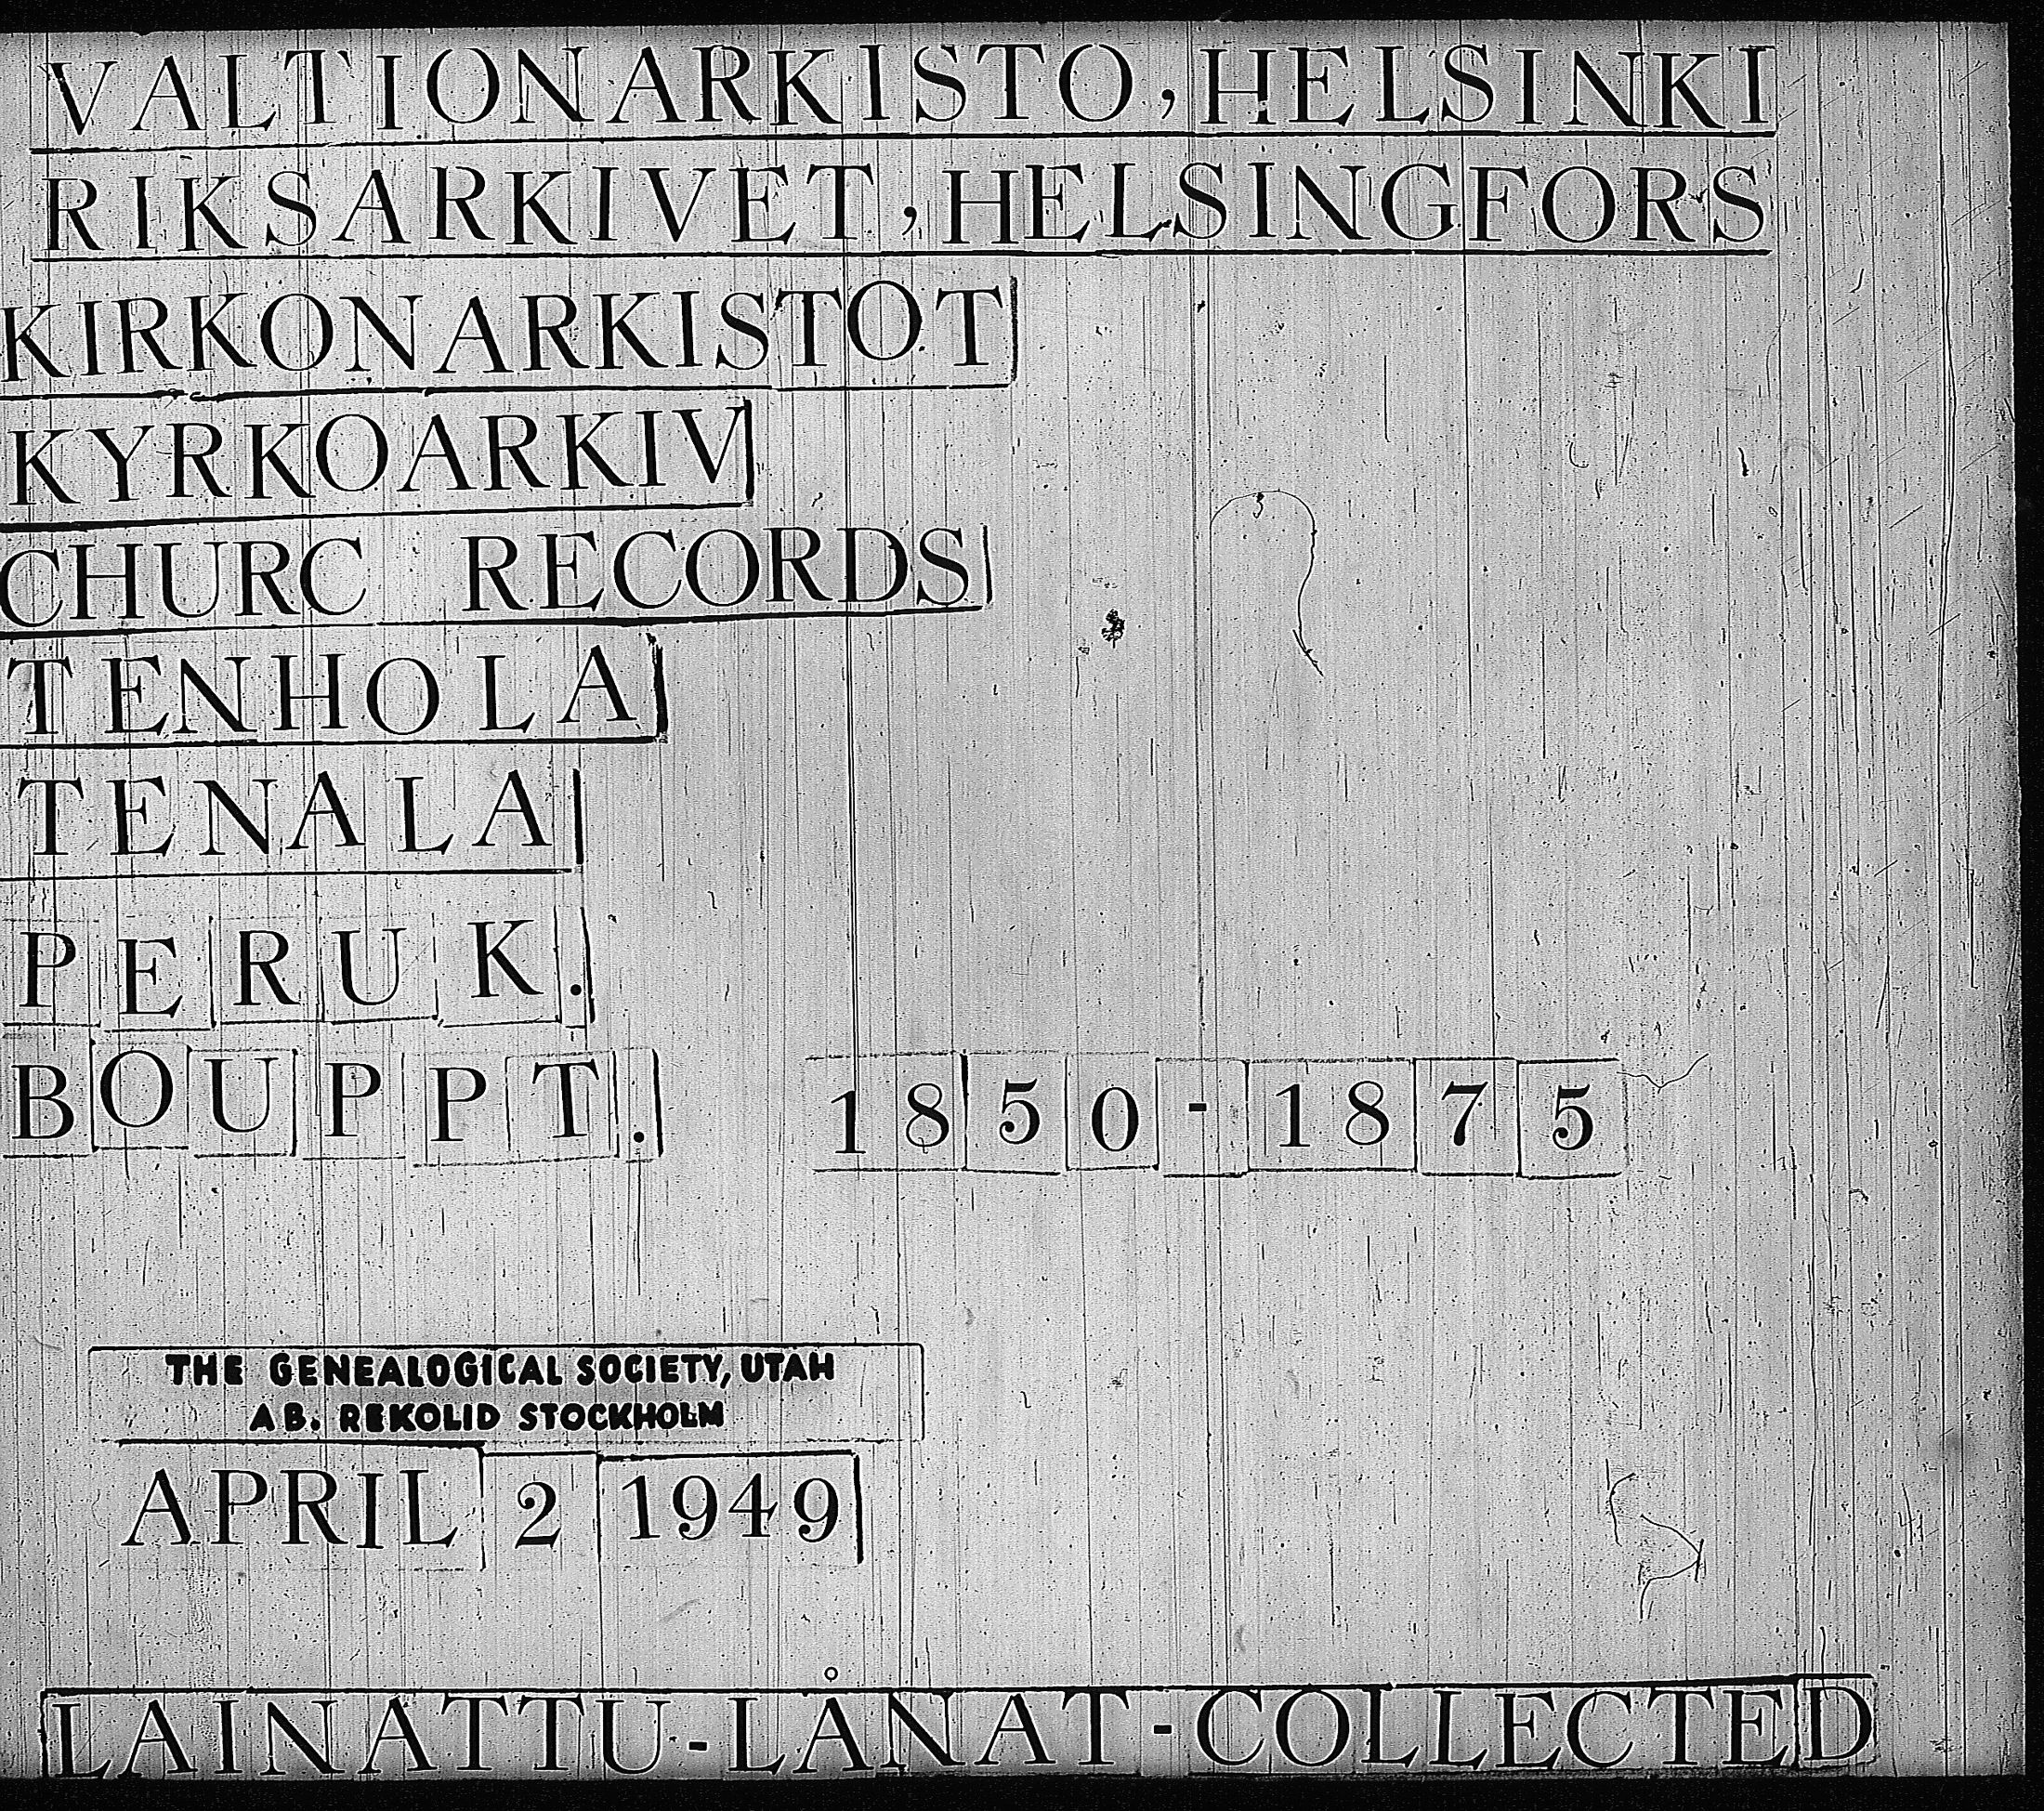 VALTIONARKISTO, HELSINKI
RIKSARKIVET, HELSINGFORS
KIRKONARKISTOT
KYRKOARKIV
CHURC RECORDS
TENHOLA
TENALA
PERUK.
BOUPPT. 1850-1875
THE GENEALOGICAL SOCIETY, UTAH
AB. REKOLID STOCKHOLM
APRIL 2 1949
LAINATTU-LÅNAT-COLLECTED